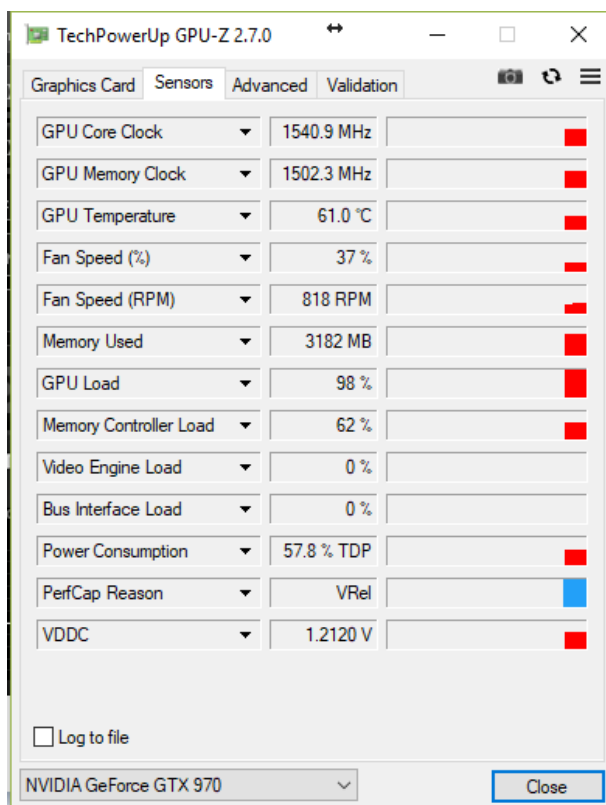 TechPowerUp GPU-Z 2.7.0
Graphics Card Sensors Advanced Validation
GPU Core Clock 1540.9 MHz
GPU Memory Clock 1502.3 MHz
GPU Temperature 61.0 °C
Fan Speed (%) 37 %
Fan Speed (RPM) 818 RPM
Memory Used 3182 MB
GPU Load 98 %
Memory Controller Load 62 %
Video Engine Load 0 %
Bus Interface Load 0 %
Power Consumption 57.8 % TDP
PerfCap Reason VRel
VDDC 1.2120 V
Log to file
NVIDIA GeForce GTX 970 Close